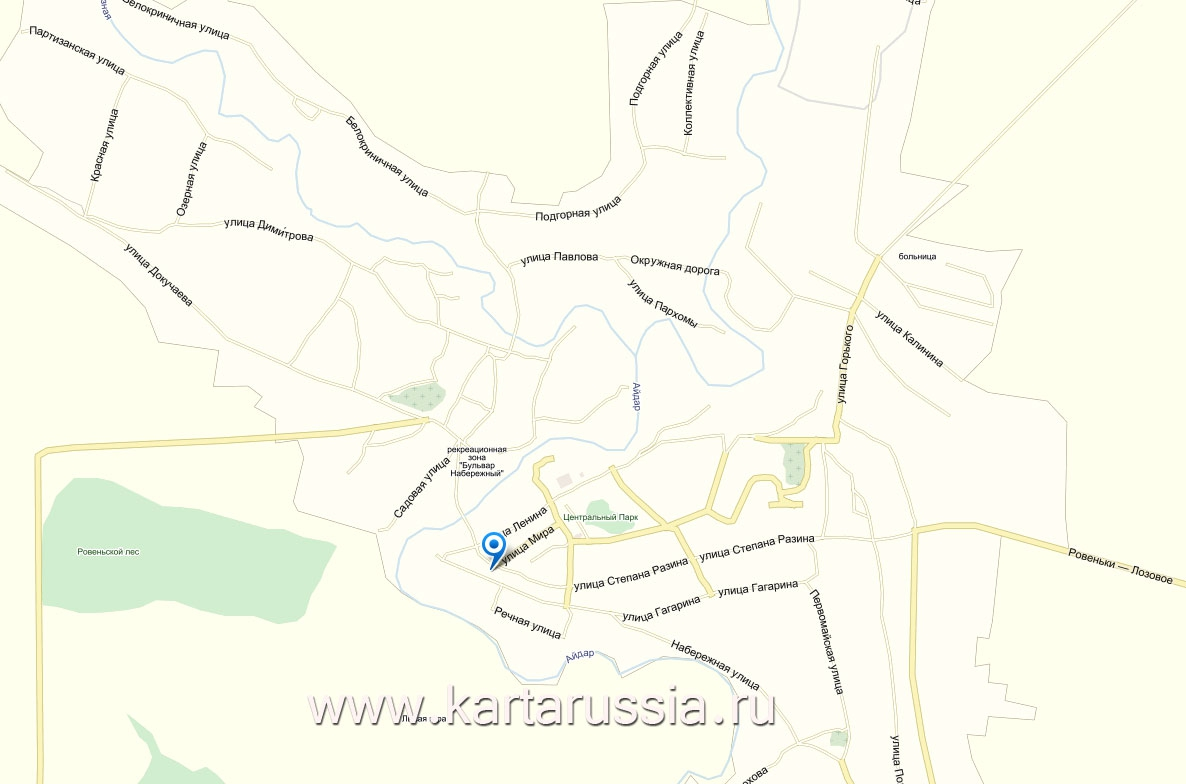 Белокриничная улица
Партизанская улица
Подгорная улица
Коллективная улица
Красная улица
Озерная улица
Белокриничная улица
Подгорная улица
улица Димитрова
улица Докучаева
улица Павлова
Окружная дорога
больница
улица Пархомы
улица Калинина
улица Горького
Айдар
рекреационная
зона
"Бульвар
Набережный"
Садовая улица
Ленина
Центральный Парк
улица Мира
Ровеньской лес
улица Степана Разина
улица Степана Разина
Ровеньки — Лозовое
улица Гагарина
улица Гагарина
Речная улица
Первомайская улица
Набережная улица
Айдар
www.kartarussia.ru
улица